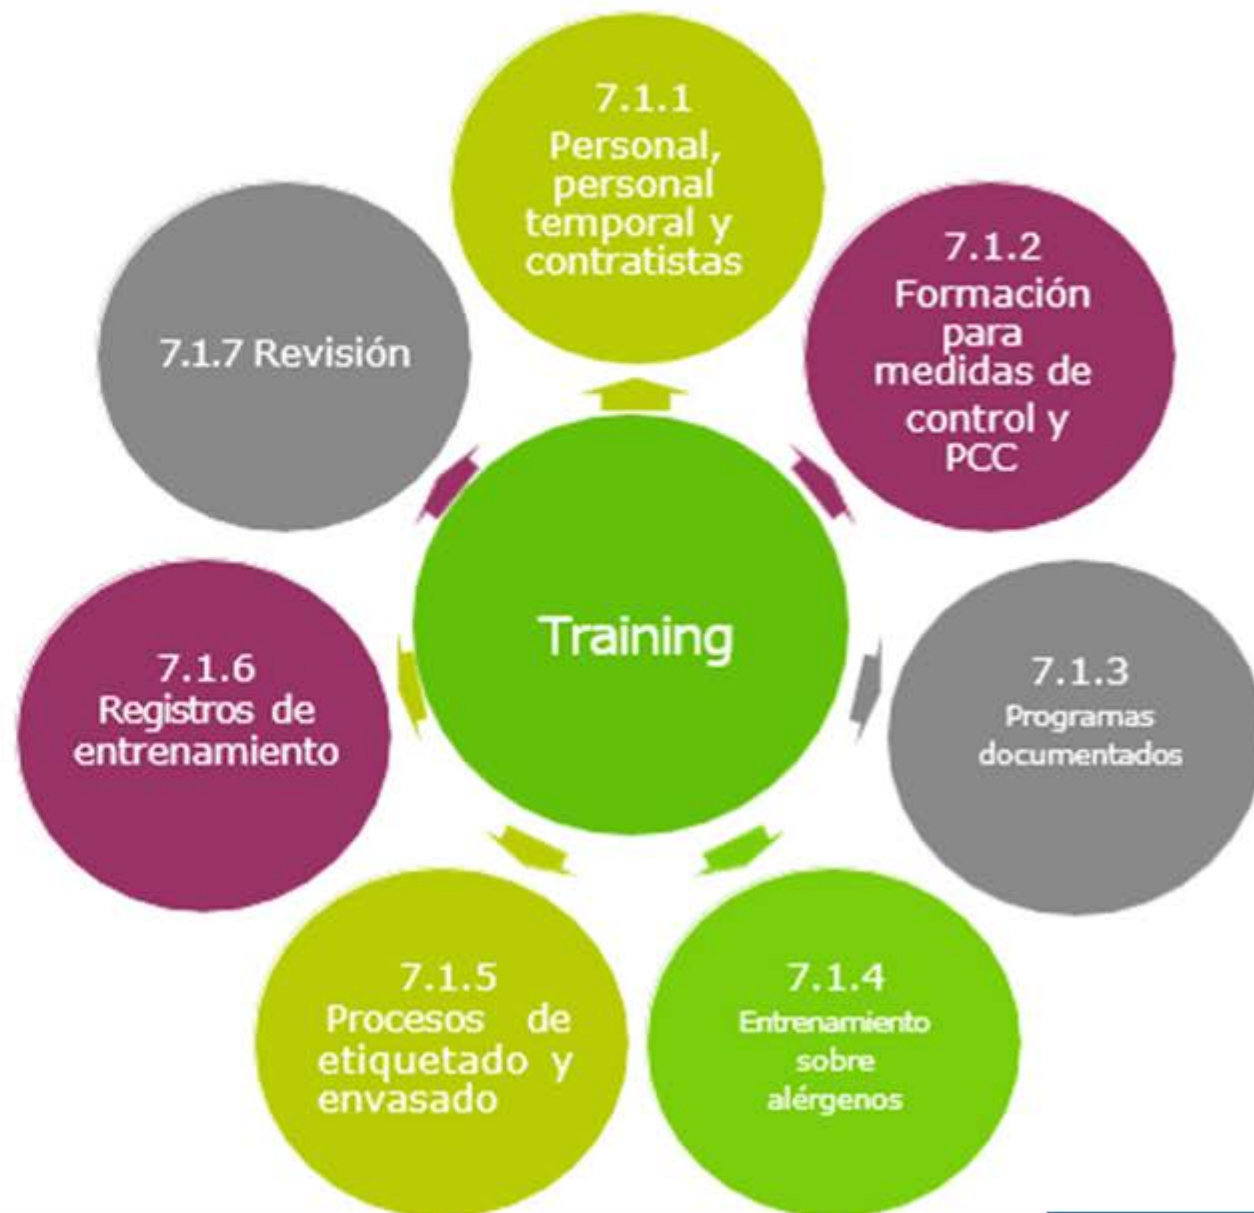 7.1.1
Personal,
personal
temporal y
contratistas
7.1.2
Formación
para
medidas de
control y
PCC
7.1.3
Programas
documentados
7.1.4
Entrenamiento
sobre
alérgenos
7.1.5
Procesos de
etiquetado y
envasado
7.1.6
Registros de
entrenamiento
7.1.7 Revisión
Training